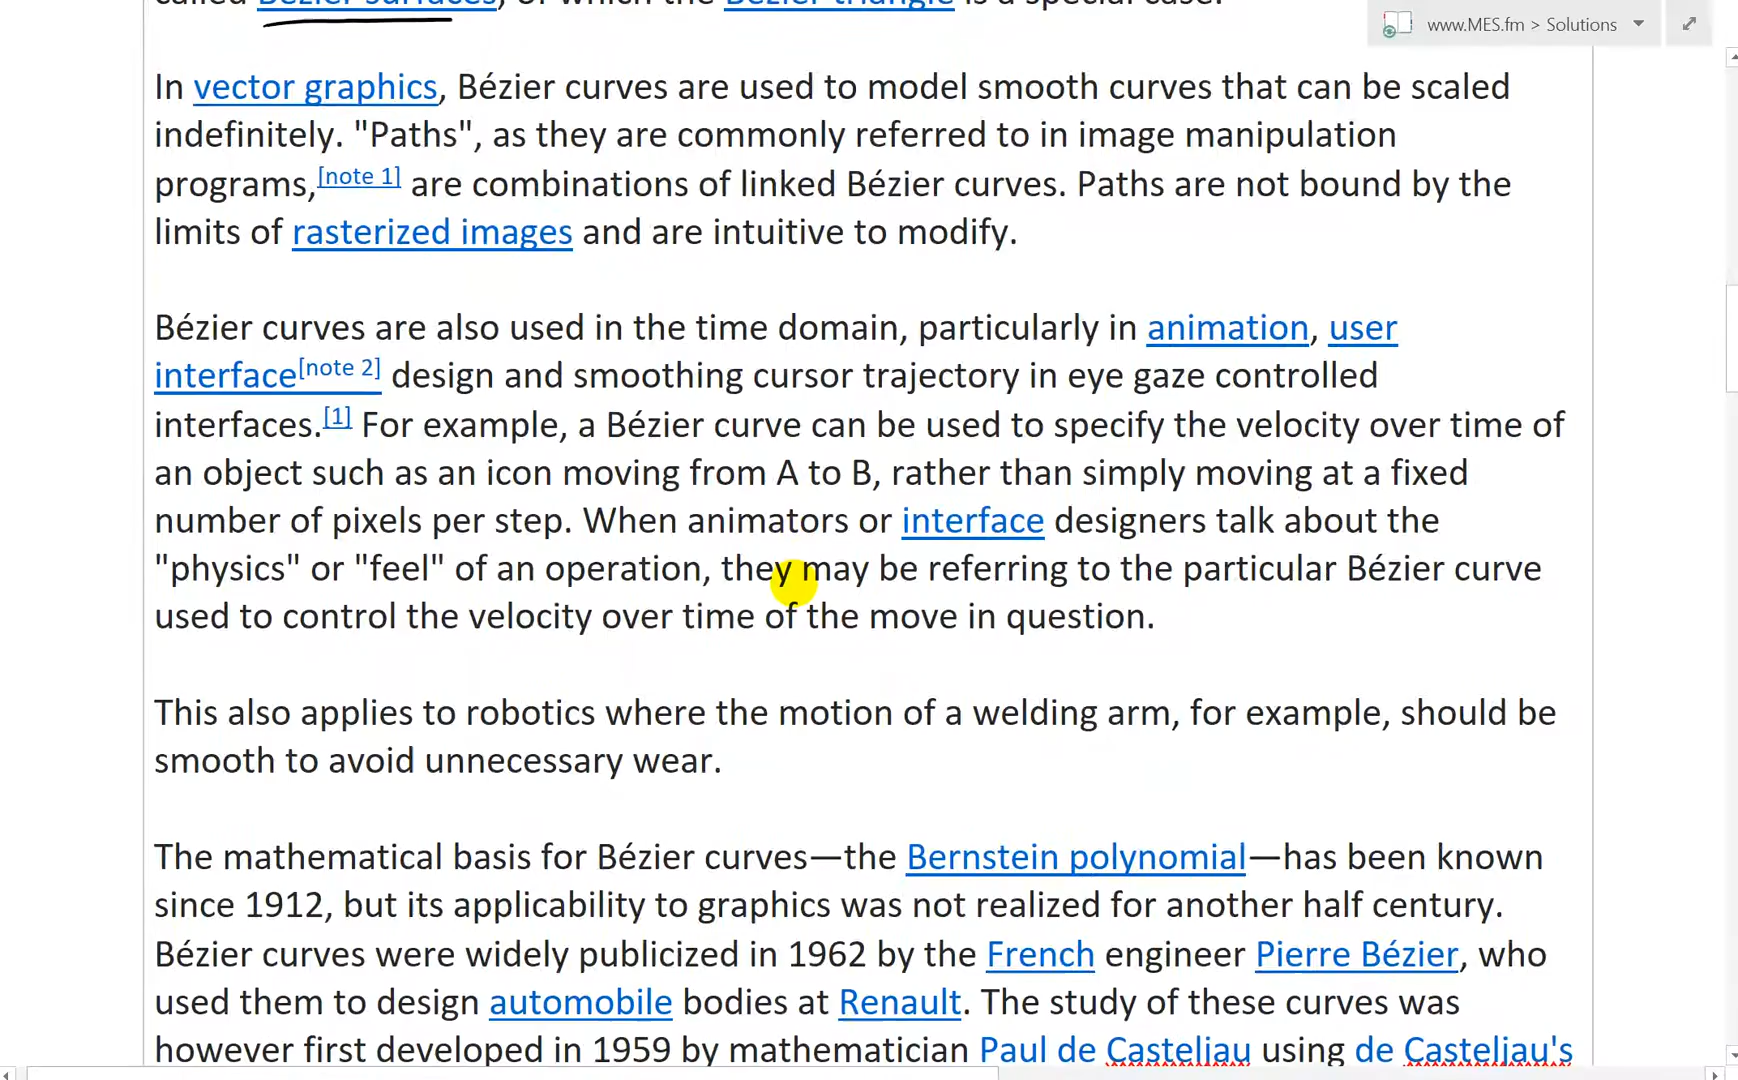 called Bézier surfaces, of which the Bézier triangle is a special case.
www.MES.fm > Solutions
In vector graphics, Bézier curves are used to model smooth curves that can be scaled
indefinitely. "Paths", as they are commonly referred to in image manipulation
programs,[note 1] are combinations of linked Bézier curves. Paths are not bound by the
limits of rasterized images and are intuitive to modify.
Bézier curves are also used in the time domain, particularly in animation, user
interface[note 2] design and smoothing cursor trajectory in eye gaze controlled
interfaces.[1] For example, a Bézier curve can be used to specify the velocity over time of
an object such as an icon moving from A to B, rather than simply moving at a fixed
number of pixels per step. When animators or interface designers talk about the
"physics" or "feel" of an operation, they may be referring to the particular Bézier curve
used to control the velocity over time of the move in question.
This also applies to robotics where the motion of a welding arm, for example, should be
smooth to avoid unnecessary wear.
The mathematical basis for Bézier curves—the Bernstein polynomial—has been known
since 1912, but its applicability to graphics was not realized for another half century.
Bézier curves were widely publicized in 1962 by the French engineer Pierre Bézier, who
used them to design automobile bodies at Renault. The study of these curves was
however first developed in 1959 by mathematician Paul de Casteljau using de Casteljau's